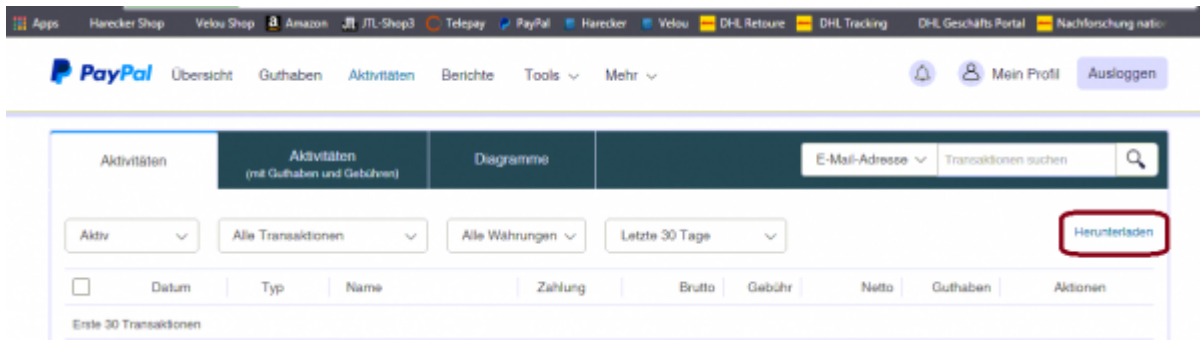 Apps Harecker Shop Velou Shop Amazon JTL-Shop3 Telepay PayPal Harecker Velou DHL Retoure DHL Tracking DHL Geschäfts Portal Nachforschung natio
PayPal Übersicht Guthaben Aktivitäten Berichte Tools Mehr Mein Profil Ausloggen
Aktivitäten Aktivitäten Diagramme E-Mail-Adresse Transaktionen suchen
(mit Guthaben und Gebühren)
Aktiv Alle Transaktionen Alle Währungen Letzte 30 Tage Herunterladen
Datum Typ Name Zahlung Brutto Gebühr Netto Guthaben Aktionen
Erste 30 Transaktionen